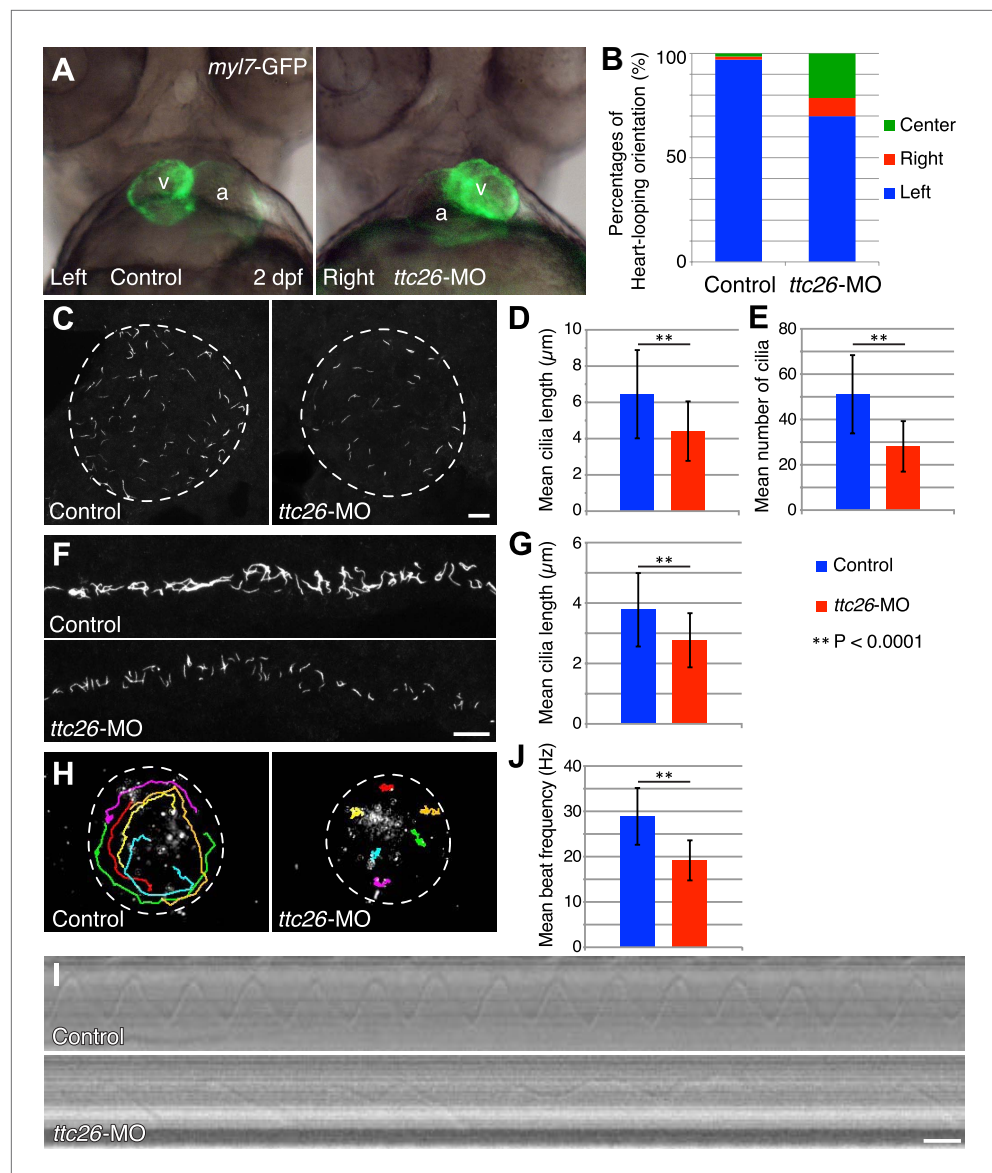 A
myl7-GFP
v
a
Left Control 2 dpf
v
a
Right ttc26-MO
B
Percentages of
Heart-looping orientation (%)
100
50
0
Control ttc26-MO
Center
Right
Left
C
Control
ttc26-MO
D
Mean cilia length (µm)
10
8
6
4
2
0
**
E
Mean number of cilia
80
60
40
20
0
**
F
Control
ttc26-MO
G
Mean cilia length (µm)
6
4
2
0
**
Control
ttc26-MO
** P < 0.0001
H
Control
ttc26-MO
J
Mean beat frequency (Hz)
40
30
20
10
0
**
I
Control
ttc26-MO